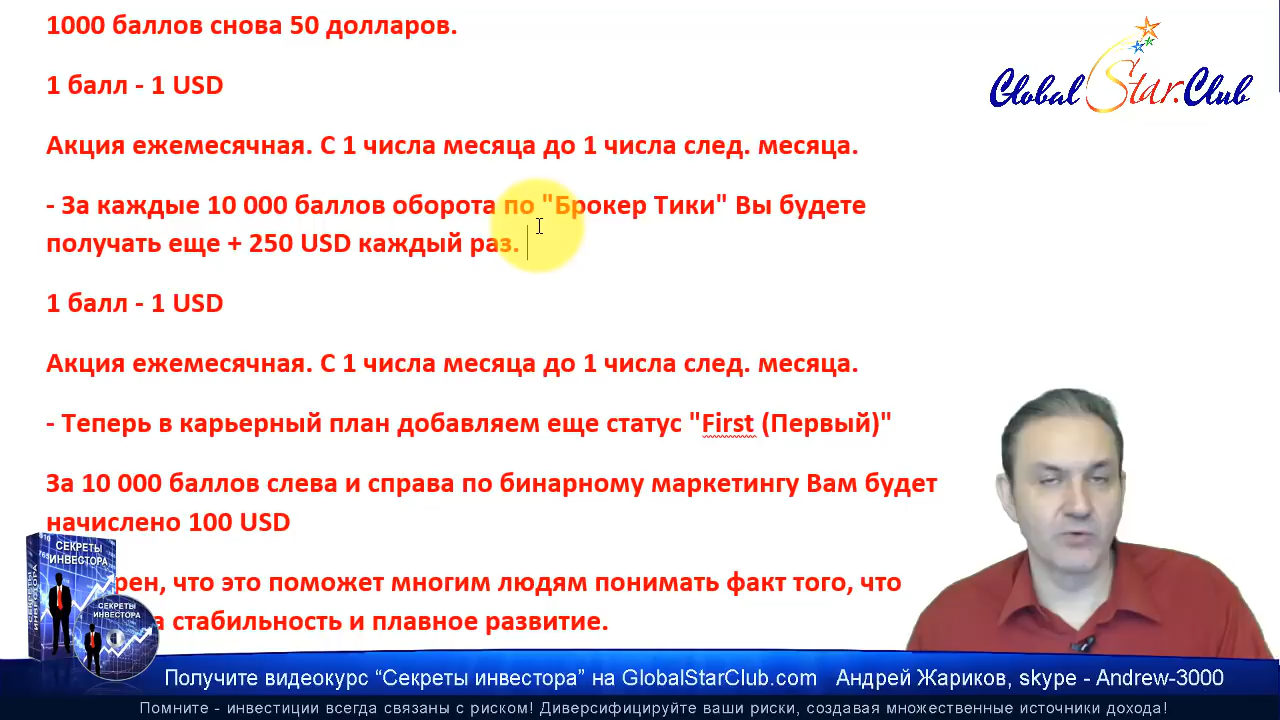 1000 баллов снова 50 долларов.
Global Star.Club
1 балл - 1 USD
Акция ежемесячная. С 1 числа месяца до 1 числа след. месяца.
- За каждые 10 000 баллов оборота по "Брокер Тики" Вы будете
получать еще + 250 USD каждый раз.
1 балл - 1 USD
Акция ежемесячная. С 1 числа месяца до 1 числа след. месяца.
- Теперь в карьерный план добавляем еще статус "First (Первый)"
За 10 000 баллов слева и справа по бинарному маркетингу Вам будет
начислено 100 USD
рен, что это поможет многим людям понимать факт того, что
а стабильность и плавное развитие.
СЕКРЕТЫ
ИНВЕСТОРА
СЕКРЕТЫ
ИНВЕСТОРА
Получите видеокурс “Секреты инвестора” на GlobalStarClub.com Андрей Жариков, skype - Andrew-3000
Помните - инвестиции всегда связаны с риском! Диверсифицируйте ваши риски, создавая множественные источники дохода!